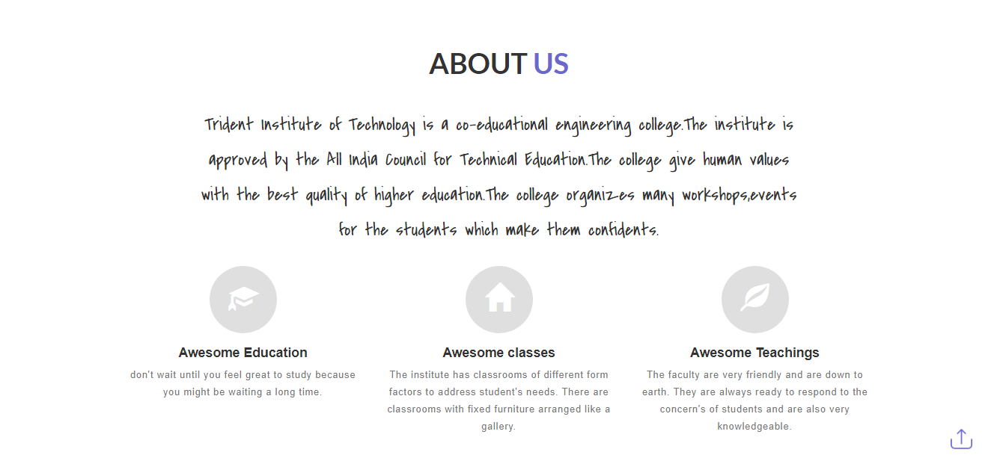 ABOUT US
Trident Institute of Technology is a co-educational engineering college.The institute is
approved by the All India Council for Technical Education.The college give human values
with the best quality of higher education.The college organizes many workshops,events
for the students which make them confidents.
Awesome Education
don't wait until you feel great to study because
you might be waiting a long time.
Awesome classes
The institute has classrooms of different form
factors to address student's needs. There are
classrooms with fixed furniture arranged like a
gallery.
Awesome Teachings
The faculty are very friendly and are down to
earth. They are always ready to respond to the
concern's of students and are also very
knowledgeable.